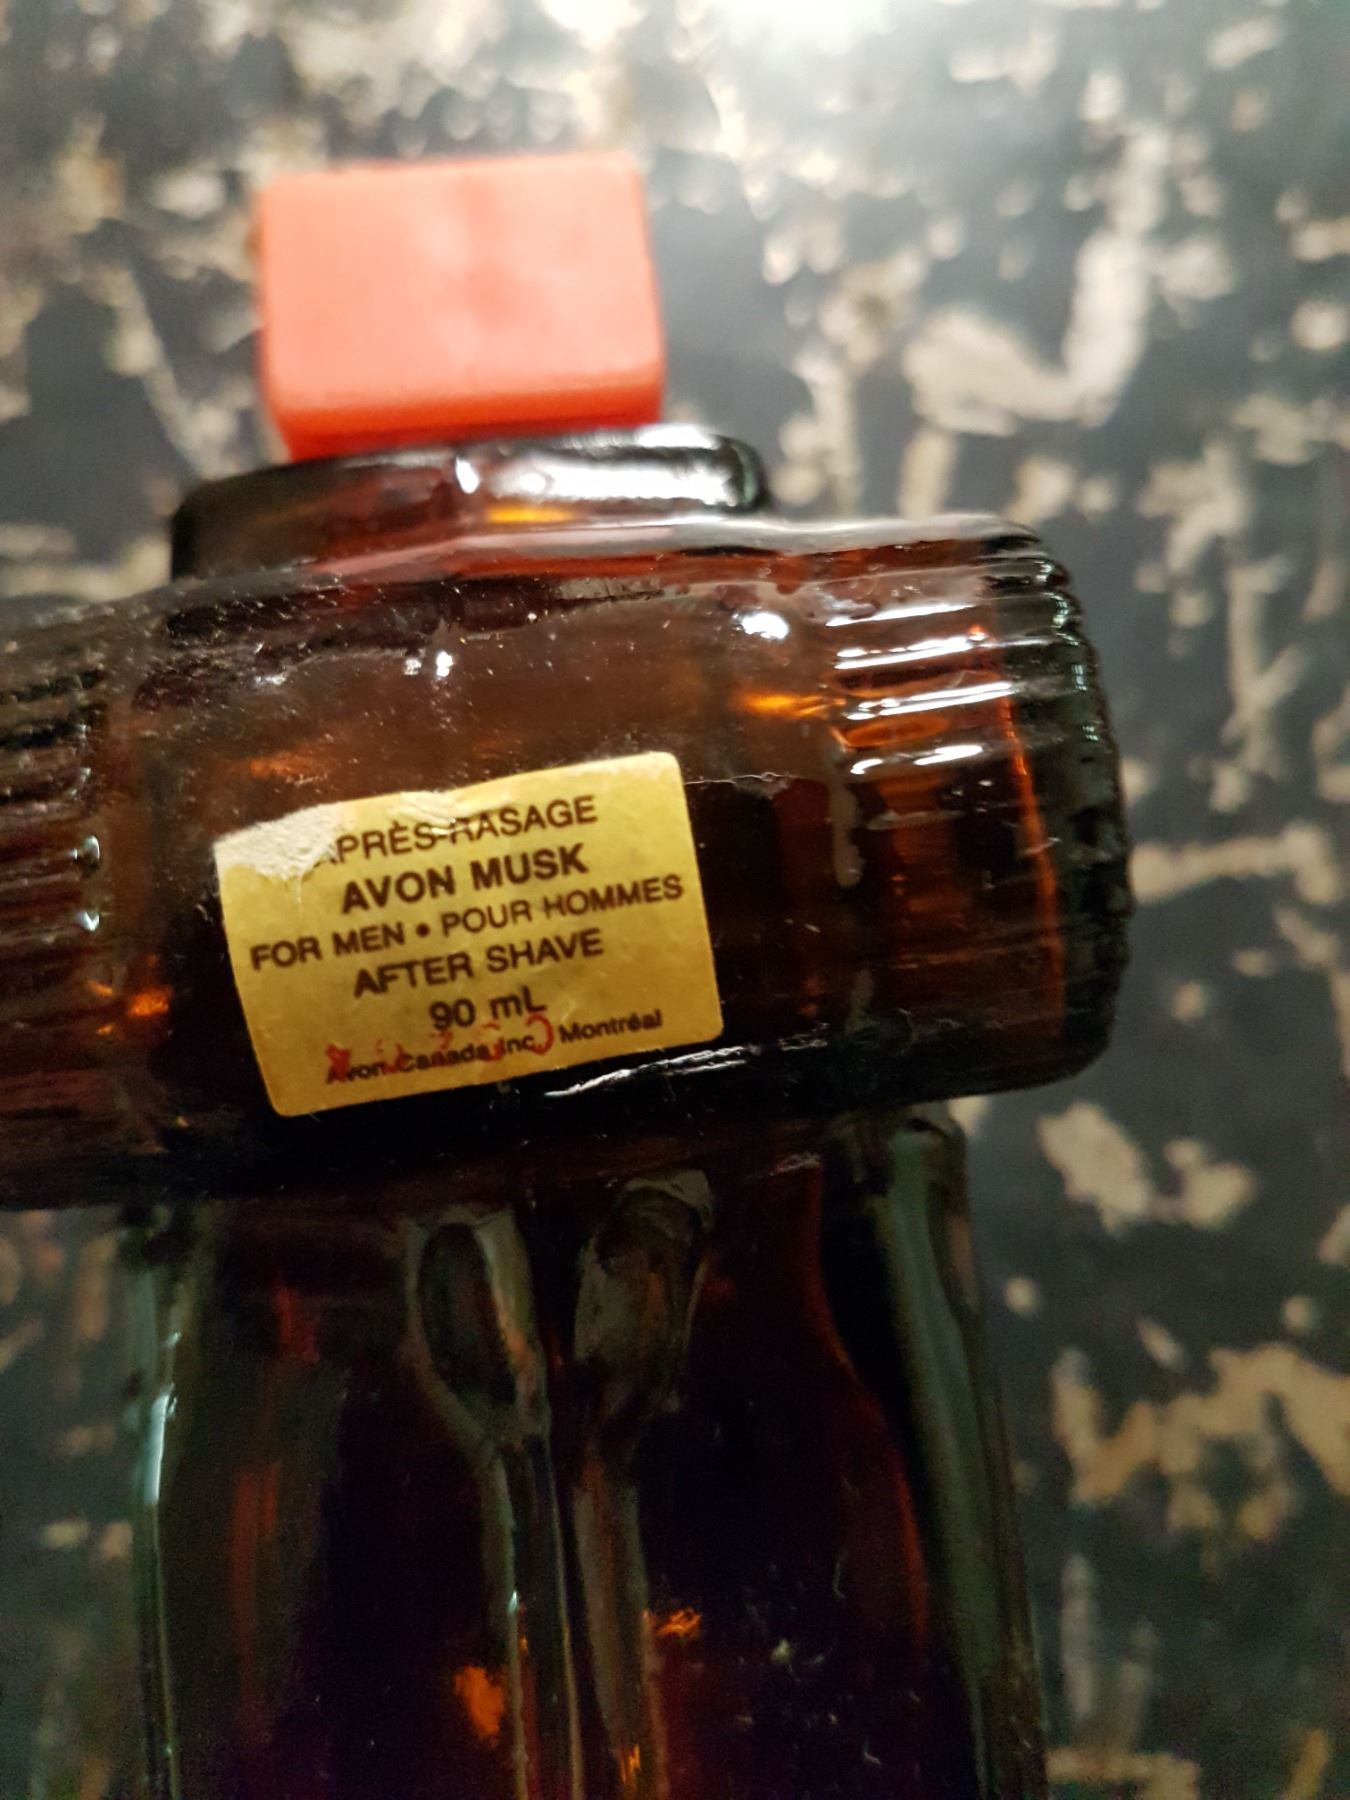 APRÈS-RASAGE
AVON MUSK
FOR MEN • POUR HOMMES
AFTER SHAVE
90 mL
Avon Canada Inc. Montréal